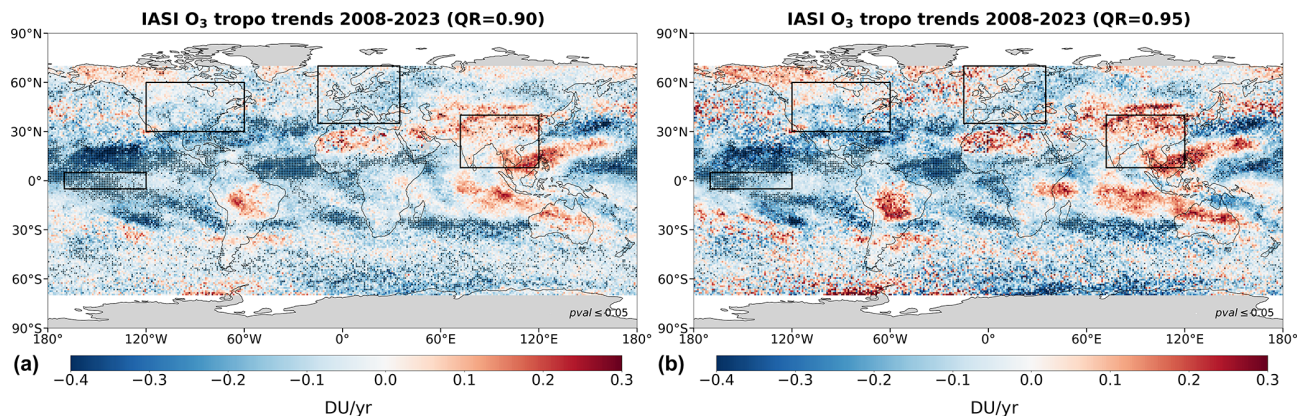 IASI O₃ tropo trends 2008-2023 (QR=0.90)
90°N
60°N
30°N
0°
30°S
60°S
90°S
180°
120°W
60°W
0°
60°E
120°E
180°
pval ≤ 0.05
(a)
−0.4
−0.3
−0.2
−0.1
0.0
0.1
0.2
0.3
DU/yr
IASI O₃ tropo trends 2008-2023 (QR=0.95)
90°N
60°N
30°N
0°
30°S
60°S
90°S
180°
120°W
60°W
0°
60°E
120°E
180°
pval ≤ 0.05
(b)
−0.4
−0.3
−0.2
−0.1
0.0
0.1
0.2
0.3
DU/yr